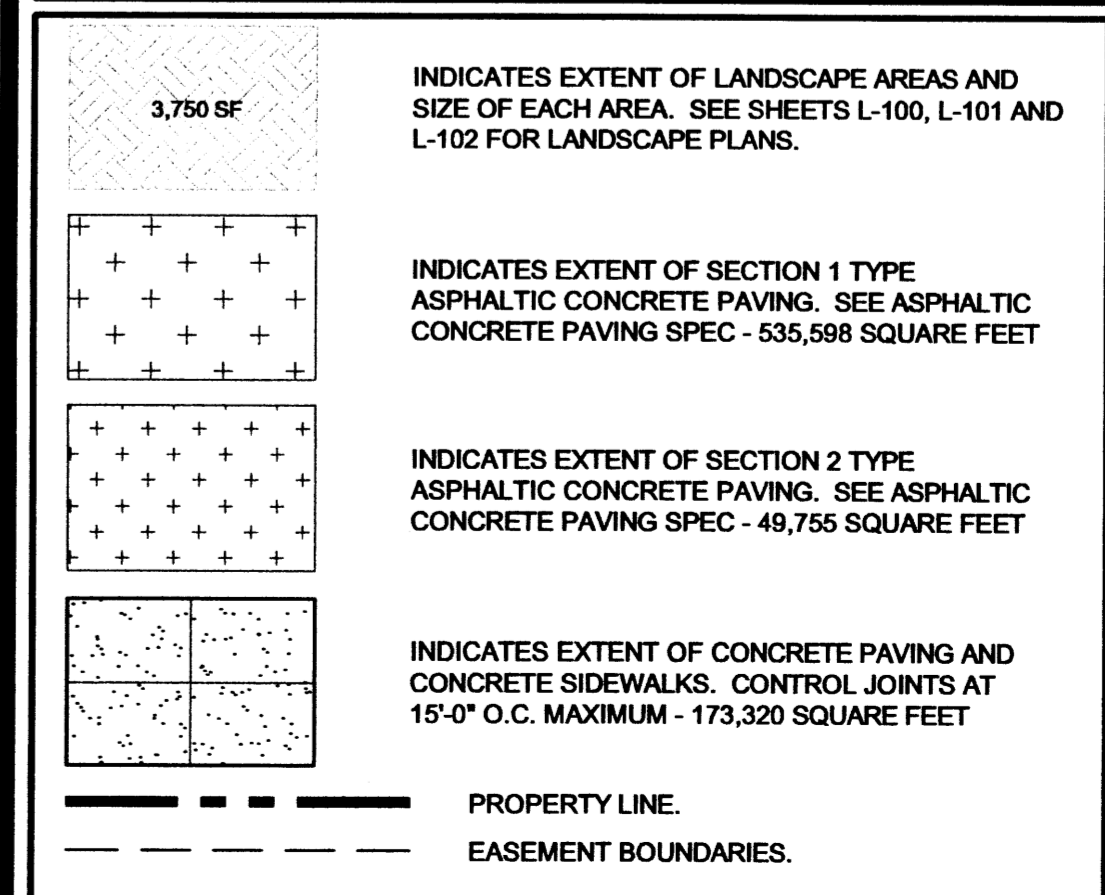 3,750 SF
INDICATES EXTENT OF LANDSCAPE AREAS AND
SIZE OF EACH AREA. SEE SHEETS L-100, L-101 AND
L-102 FOR LANDSCAPE PLANS.
INDICATES EXTENT OF SECTION 1 TYPE
ASPHALTIC CONCRETE PAVING. SEE ASPHALTIC
CONCRETE PAVING SPEC - 535,598 SQUARE FEET
INDICATES EXTENT OF SECTION 2 TYPE
ASPHALTIC CONCRETE PAVING. SEE ASPHALTIC
CONCRETE PAVING SPEC - 49,755 SQUARE FEET
INDICATES EXTENT OF CONCRETE PAVING AND
CONCRETE SIDEWALKS. CONTROL JOINTS AT
15'-0" O.C. MAXIMUM - 173,320 SQUARE FEET
PROPERTY LINE.
EASEMENT BOUNDARIES.